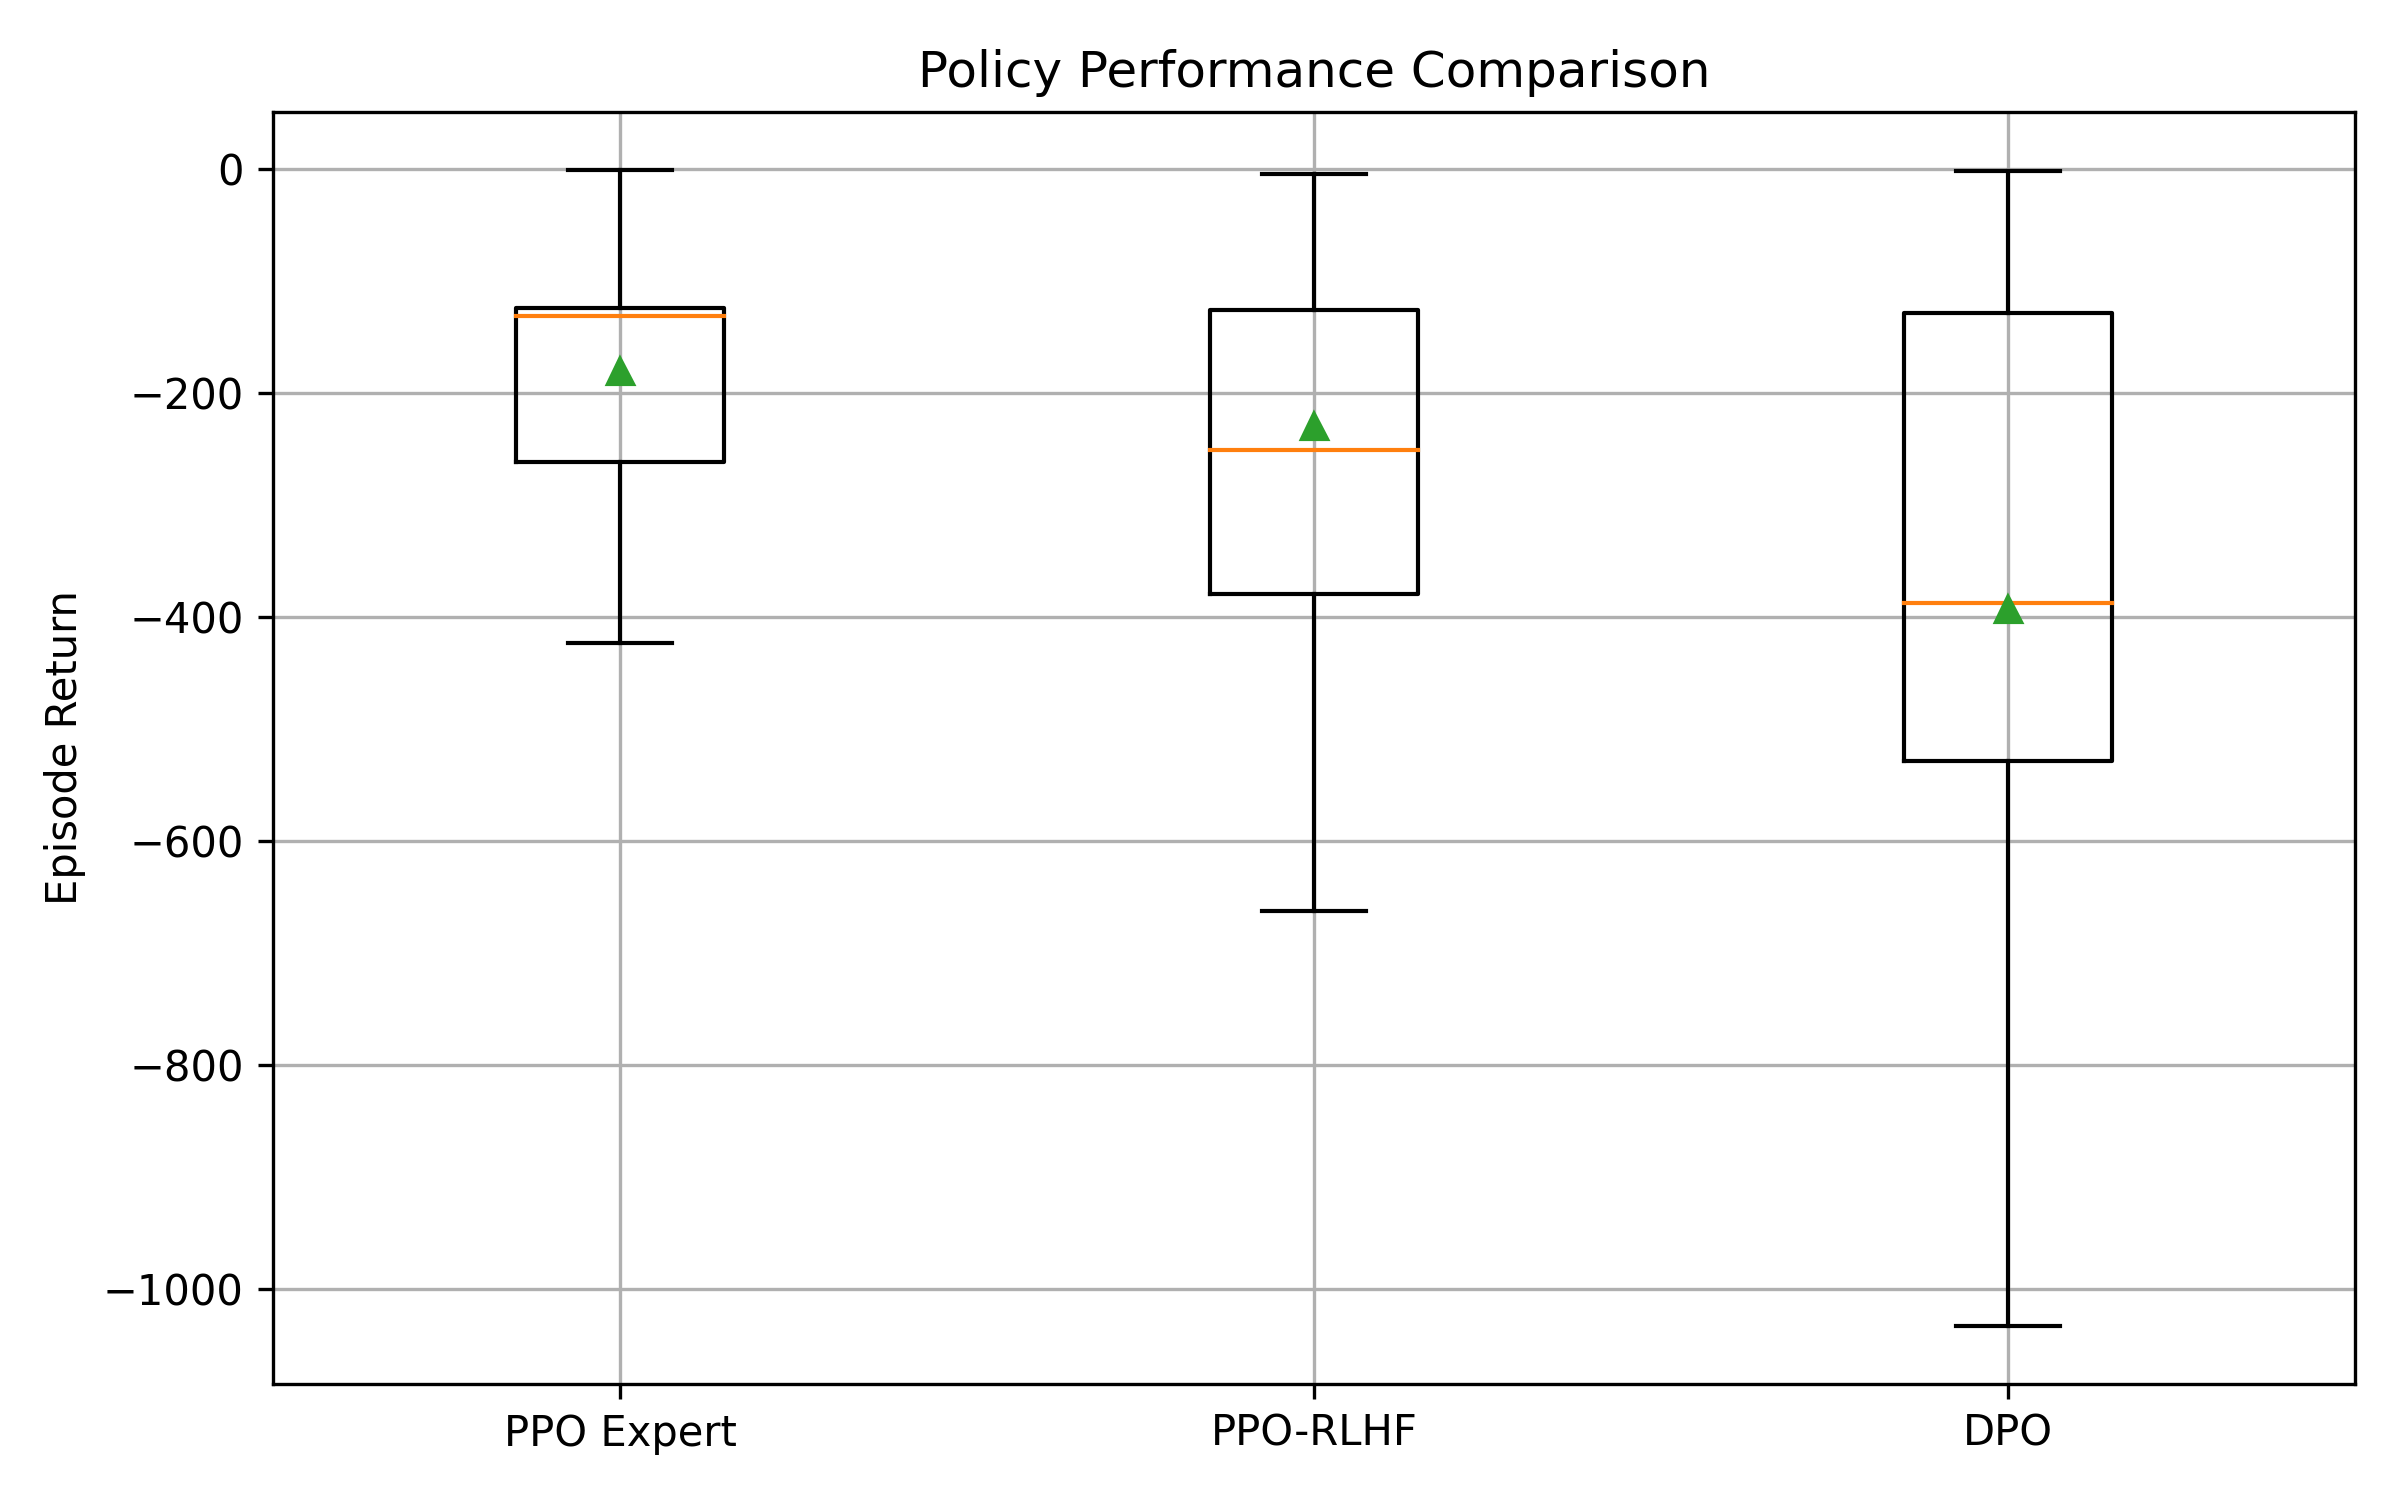 Policy Performance Comparison
0
−200
−400
−600
−800
−1000
Episode Return
PPO Expert
PPO-RLHF
DPO